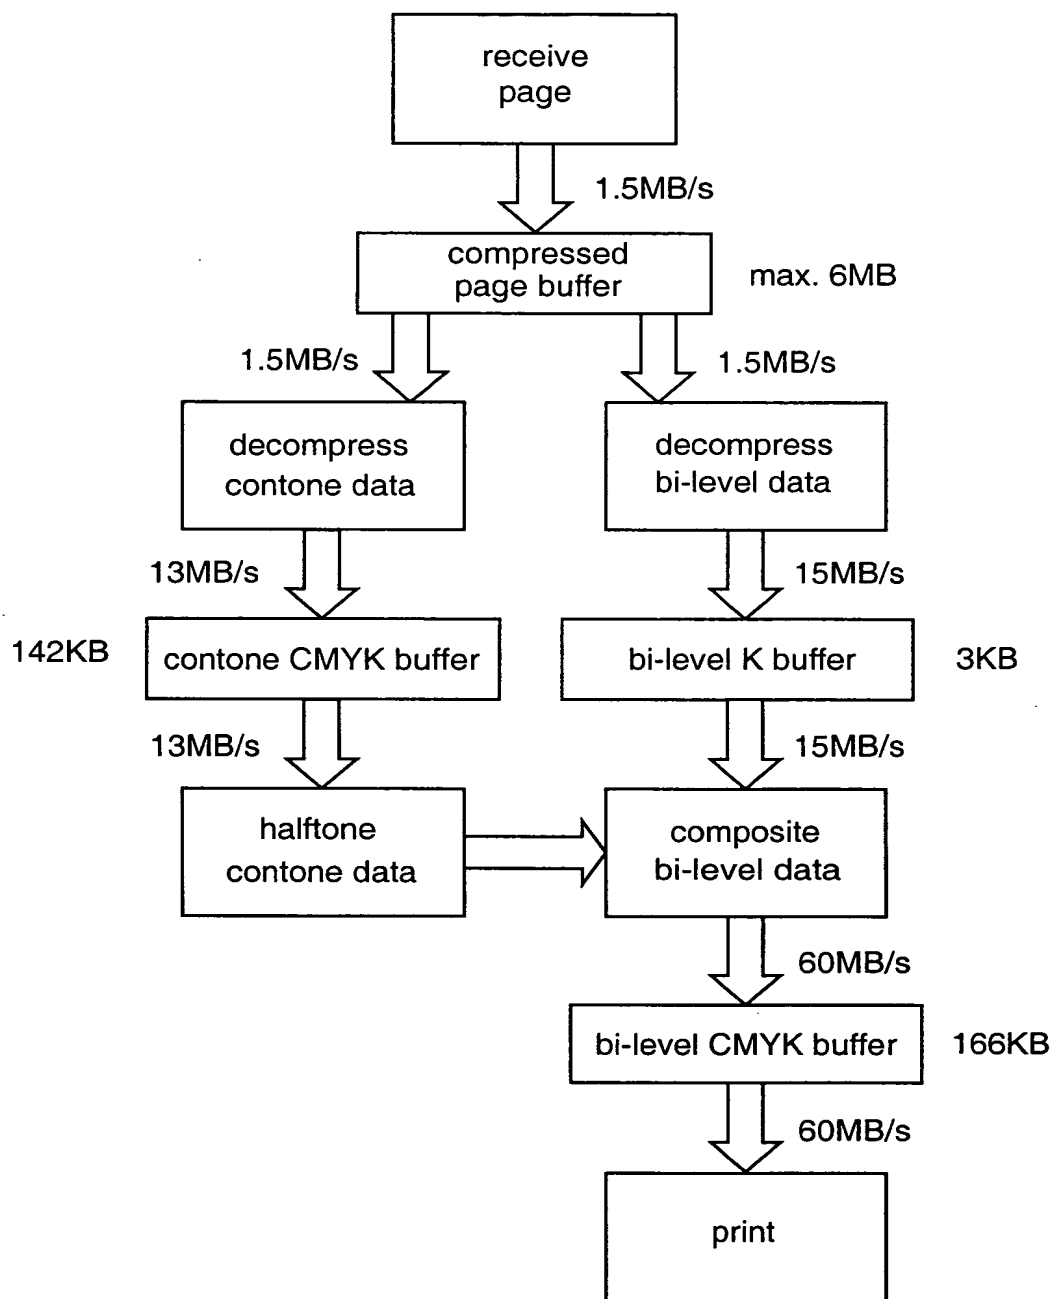 receive
page
1.5MB/s
compressed
page buffer
max. 6MB
1.5MB/s
1.5MB/s
decompress
contone data
decompress
bi-level data
13MB/s
15MB/s
142KB
contone CMYK buffer
bi-level K buffer
3KB
13MB/s
15MB/s
halftone
contone data
composite
bi-level data
60MB/s
bi-level CMYK buffer
166KB
60MB/s
print